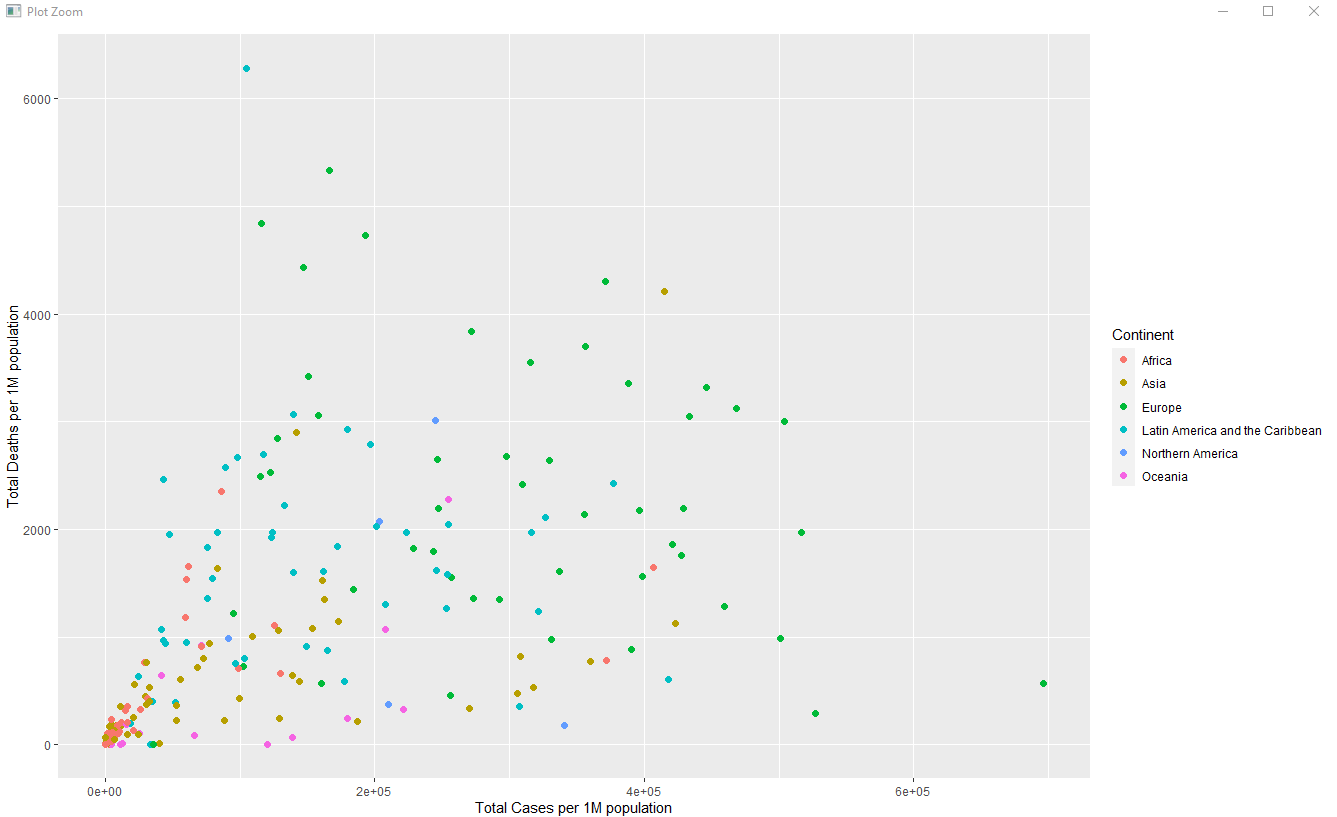 Plot Zoom
6000
4000
2000
0
Total Deaths per 1M population
0e+00 2e+05 4e+05 6e+05
Total Cases per 1M population
Continent
Africa
Asia
Europe
Latin America and the Caribbean
Northern America
Oceania